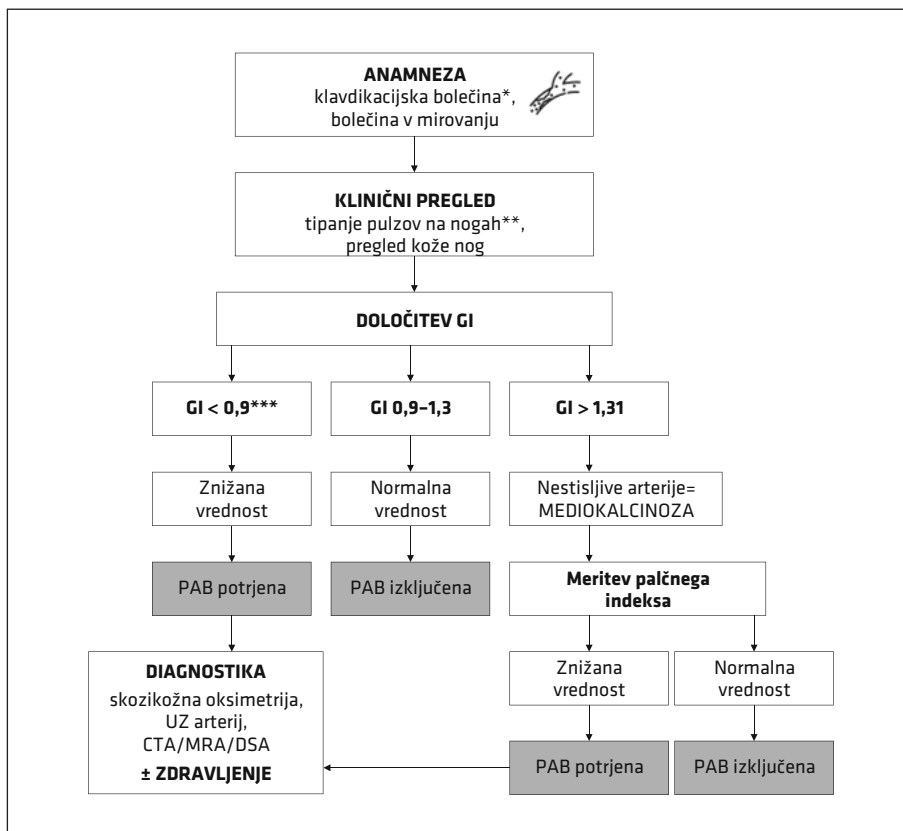 ANAMNEZA
klavdikacijska bolečina*,
bolečina v mirovanju
KLINIČNI PREGLED
tipanje pulzov na nogah**,
pregled kože nog
DOLOČITEV GI
GI < 0,9***
GI 0,9–1,3
GI > 1,31
Znižana
vrednost
Normalna
vrednost
Nestisljive arterije=
MEDIOKALCINOZA
PAB potrjena
PAB izključena
Meritev palčnega
indeksa
DIAGNOSTIKA
skozikožna oksimetrija,
UZ arterij,
CTA/MRA/DSA
± ZDRAVLJENJE
Znižana
vrednost
Normalna
vrednost
PAB potrjena
PAB izključena